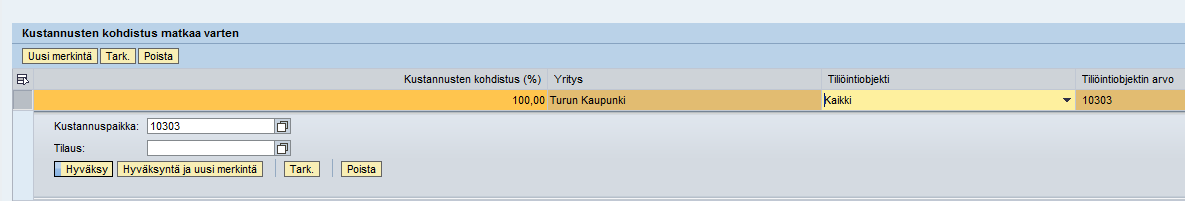 Kustannusten kohdistus matkaa varten
Uusi merkintä Tark. Poista
Kustannusten kohdistus (%) Yritys Tiliöintiobjekti Tiliöintiobjektin arvo
100,00 Turun Kaupunki Kaikki 10303
Kustannuspaikka: 10303
Tilaus:
Hyväksy Hyväksyntä ja uusi merkintä Tark. Poista